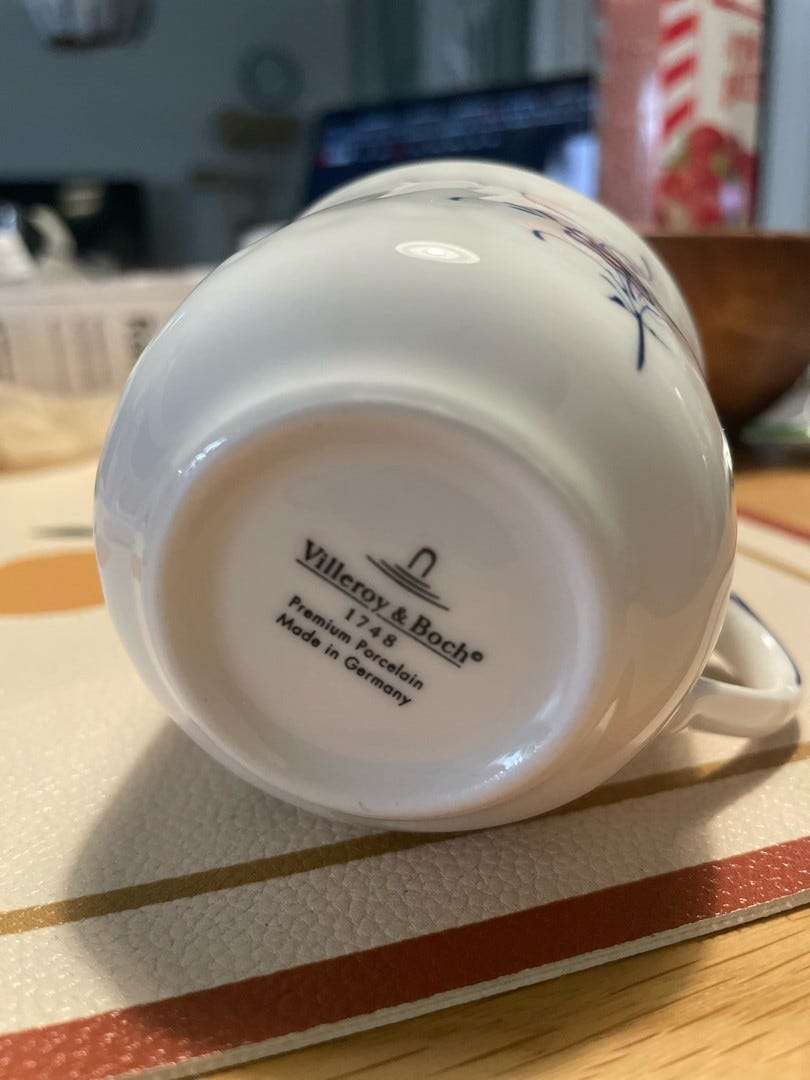 Villeroy & Boch©
1748
Premium Porcelain
Made in Germany